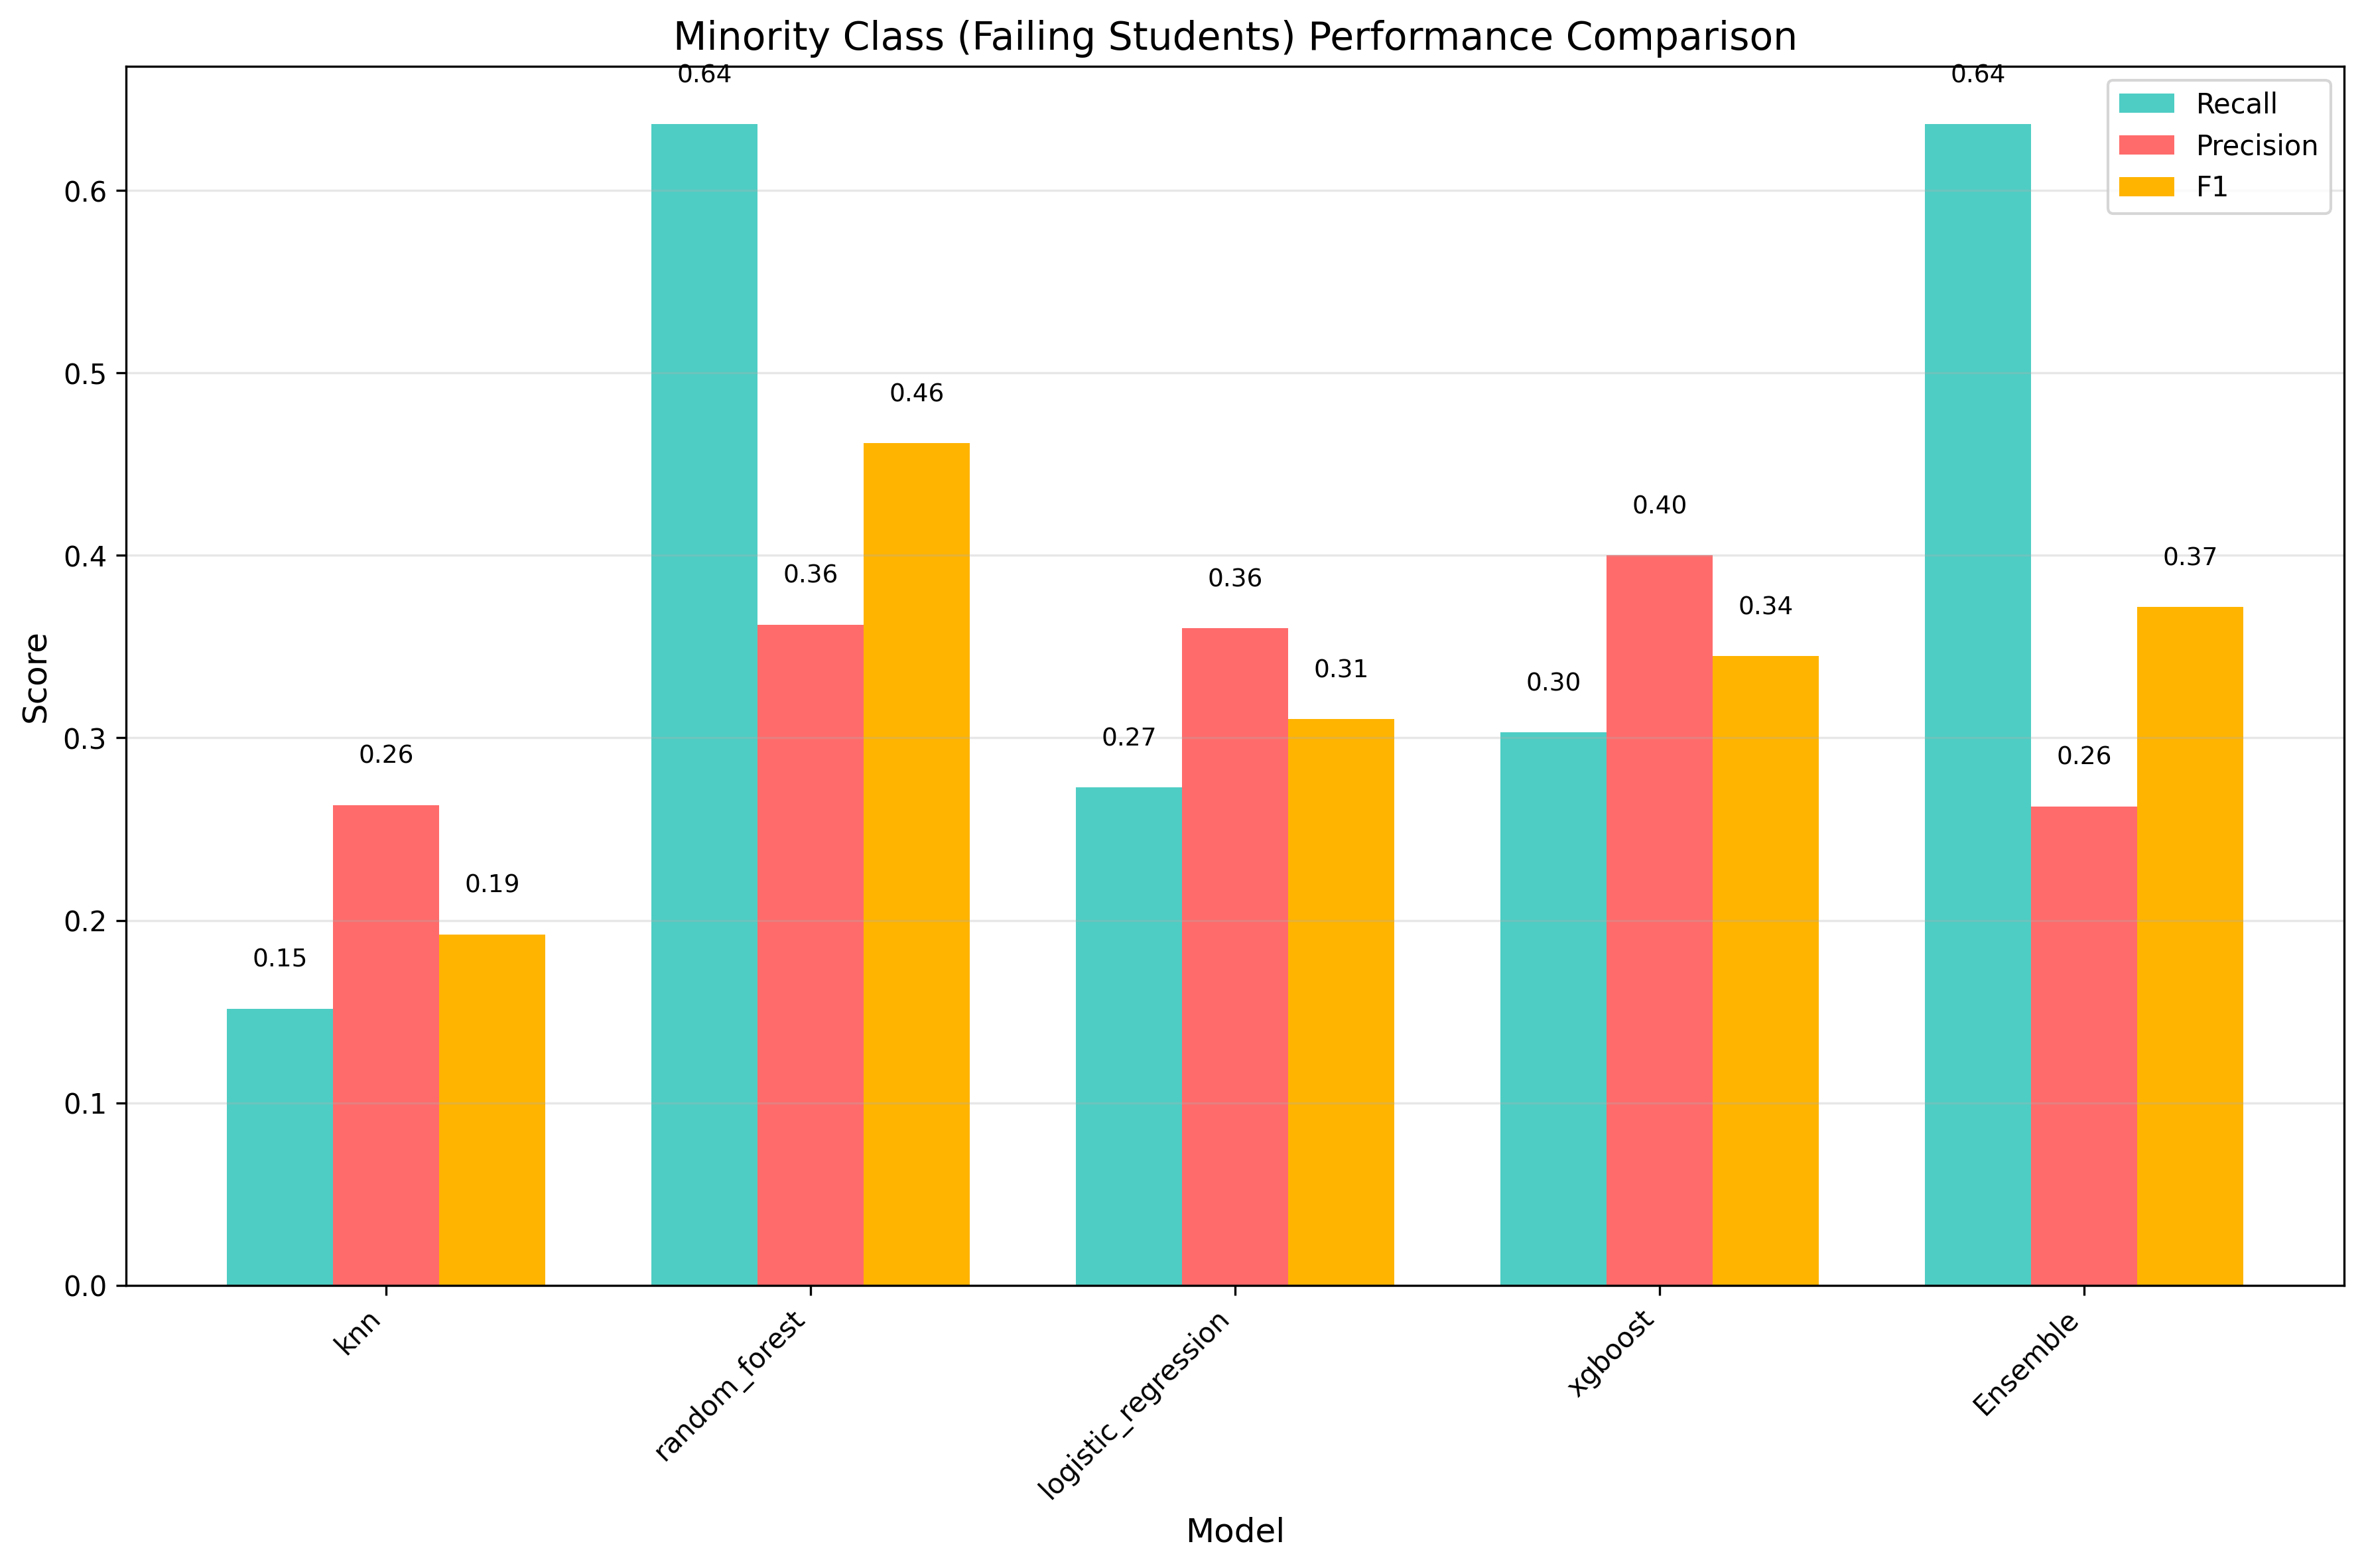 Minority Class (Failing Students) Performance Comparison
0.64
0.64
Recall
Precision
F1
0.6
0.5
0.46
0.40
0.4
0.37
0.36
0.36
0.34
0.31
0.30
0.3
0.27
0.26
0.26
0.19
0.2
0.15
0.1
0.0
Score
knn
random_forest
logistic_regression
xgboost
Ensemble
Model